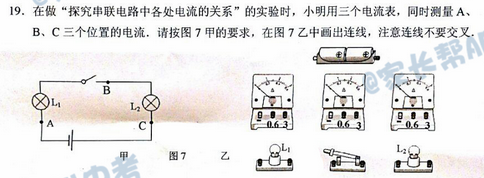 19. 在做“探究串联电路中各处电流的关系”的实验时，小明用三个电流表，同时测量 A、
B、C 三个位置的电流. 请按图 7 甲的要求，在图 7 乙中画出连线，注意连线不要交叉.
B
L₁ L₂
A C
A A A
0.6 3 0.6 3 0.6 3
L₁ L₂
甲 图 7 乙
@家长帮